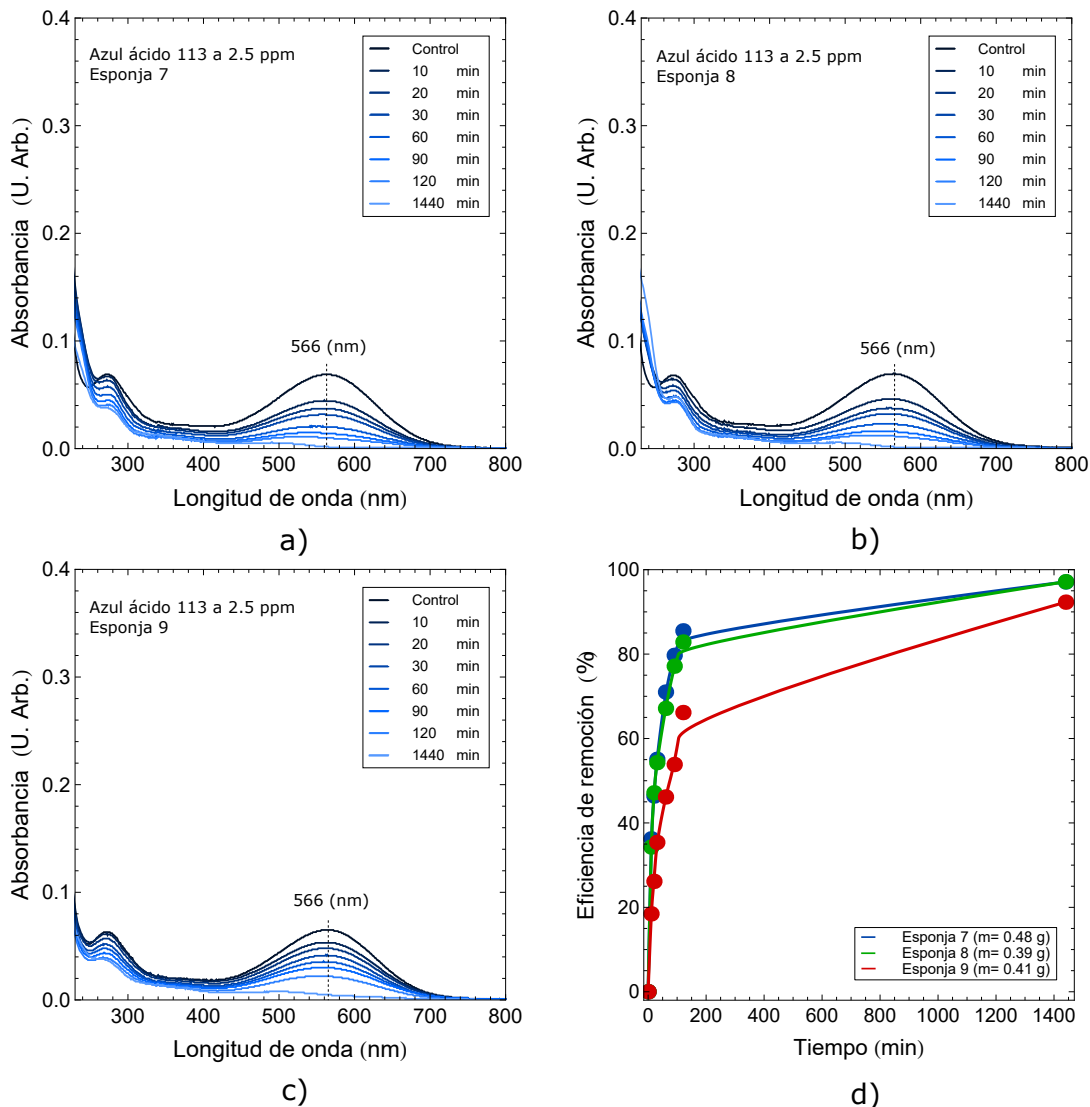 Azul ácido 113 a 2.5 ppm
Esponja 7
Control
10 min
20 min
30 min
60 min
90 min
120 min
1440 min
566 (nm)
Absorbancia (U. Arb.)
0.4
0.3
0.2
0.1
0.0
300 400 500 600 700 800
Longitud de onda (nm)
a)
Azul ácido 113 a 2.5 ppm
Esponja 8
Control
10 min
20 min
30 min
60 min
90 min
120 min
1440 min
566 (nm)
Absorbancia (U. Arb.)
0.4
0.3
0.2
0.1
0.0
300 400 500 600 700 800
Longitud de onda (nm)
b)
Azul ácido 113 a 2.5 ppm
Esponja 9
Control
10 min
20 min
30 min
60 min
90 min
120 min
1440 min
566 (nm)
Absorbancia (U. Arb.)
0.4
0.3
0.2
0.1
0.0
300 400 500 600 700 800
Longitud de onda (nm)
c)
Eficiencia de remoción (%)
100
80
60
40
20
0
Esponja 7 (m= 0.48 g)
Esponja 8 (m= 0.39 g)
Esponja 9 (m= 0.41 g)
0 200 400 600 800 1000 1200 1400
Tiempo (min)
d)